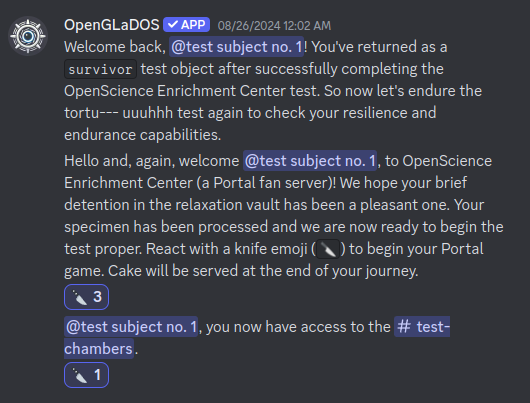 OpenGLaDOS ✓ APP 08/26/2024 12:02 AM
Welcome back, @test subject no. 1! You've returned as a
survivor test object after successfully completing the
OpenScience Enrichment Center test. So now let's endure the
tortu--- uuuhhh test again to check your resilience and
endurance capabilities.
Hello and, again, welcome @test subject no. 1, to OpenScience
Enrichment Center (a Portal fan server)! We hope your brief
detention in the relaxation vault has been a pleasant one. Your
specimen has been processed and we are now ready to begin the
test proper. React with a knife emoji (🔪) to begin your Portal
game. Cake will be served at the end of your journey.
🔪 3
@test subject no. 1, you now have access to the # test-
chambers.
🔪 1